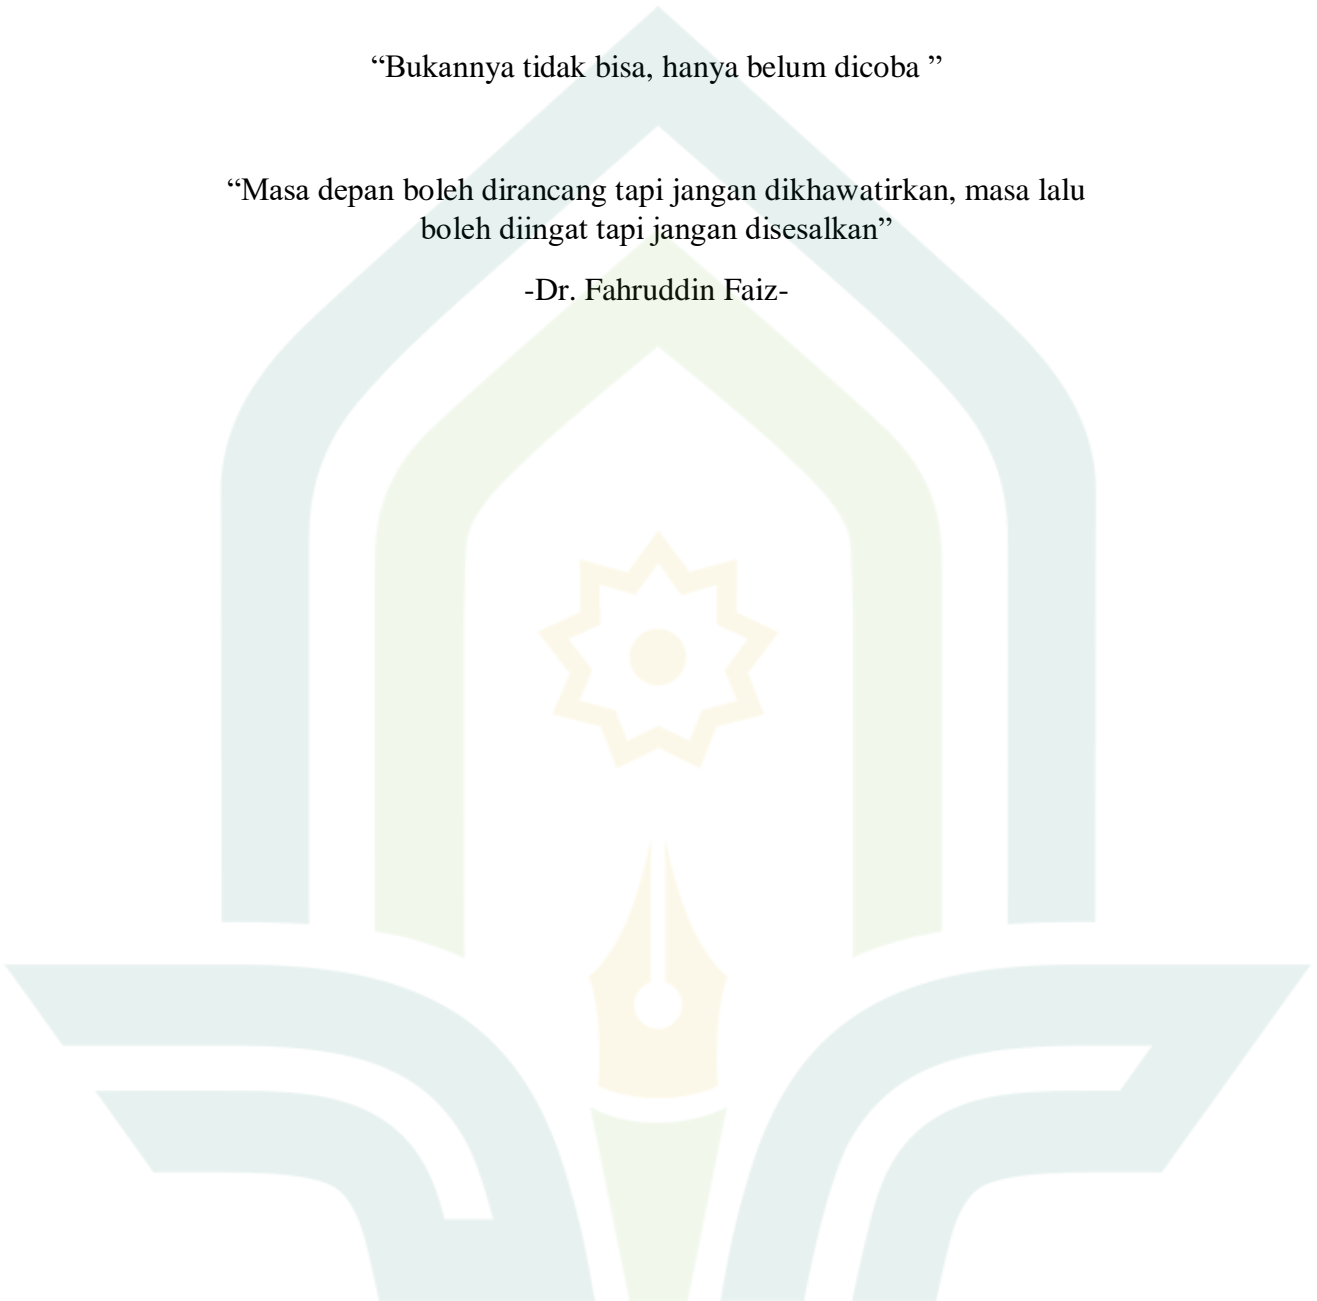 “Bukannya tidak bisa, hanya belum dicoba ”
“Masa depan boleh dirancang tapi jangan dikhawatirkan, masa lalu
boleh diingat tapi jangan disesalkan”
-Dr. Fahruddin Faiz-